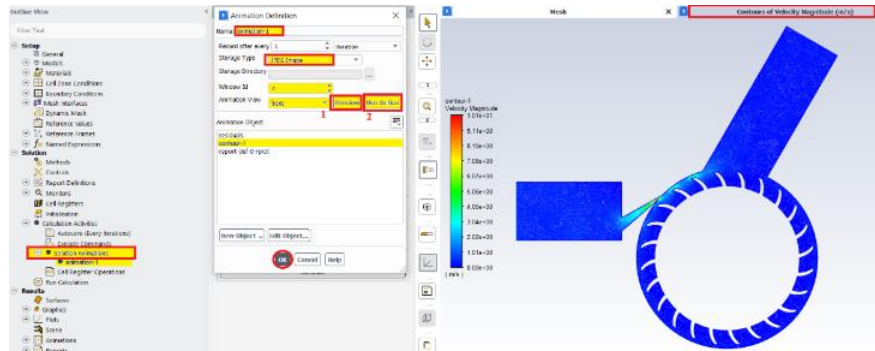 Outline View
Filter Text
Setup
General
Models
Materials
Cell Zone Conditions
Boundary Conditions
Mesh Interfaces
Dynamic Mesh
Reference Values
Reference Frames
Named Expressions
Solution
Methods
Controls
Report Definitions
Monitors
Cell Registers
Initialization
Calculation Activities
Autosave (Every Iterations)
Execute Commands
Solution Animations
animation-1
Cell Register Operations
Run Calculation
Results
Surfaces
Graphics
Plots
Scene
Animations
Reports
Animation Definition
Name animation-1
Record after every 1 Iteration
Storage Type JPEG Image
Storage Directory
...
Window Id 4
Animation View front Preview Use Active
1 2
Animation Object
residuals
contour-1
New Object Edit Object...
OK Cancel Help
Mesh
Contours of Velocity Magnitude (m/s)
contour-1
Velocity Magnitude
1.01e+01
9.11e+00
8.10e+00
7.08e+00
6.07e+00
5.06e+00
4.05e+00
3.04e+00
2.02e+00
1.01e+00
0.00e+00
( m/s )